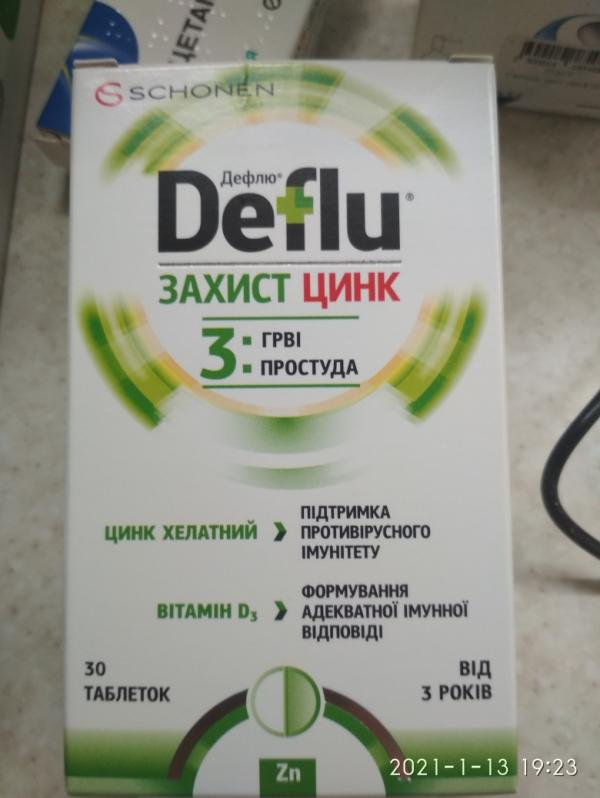 ЦЕТАМ
SCHONEN
Дефлю®
Deflu®
ЗАХИСТ ЦИНК
3: ГРВІ
ПРОСТУДА
ЦИНК ХЕЛАТНИЙ
ПІДТРИМКА
ПРОТИВІРУСНОГО
ІМУНІТЕТУ
ВІТАМІН D₃
ФОРМУВАННЯ
АДЕКВАТНОЇ ІМУННОЇ
ВІДПОВІДІ
30
ТАБЛЕТОК
ВІД
3 РОКІВ
Zn
2021-1-13 19:23